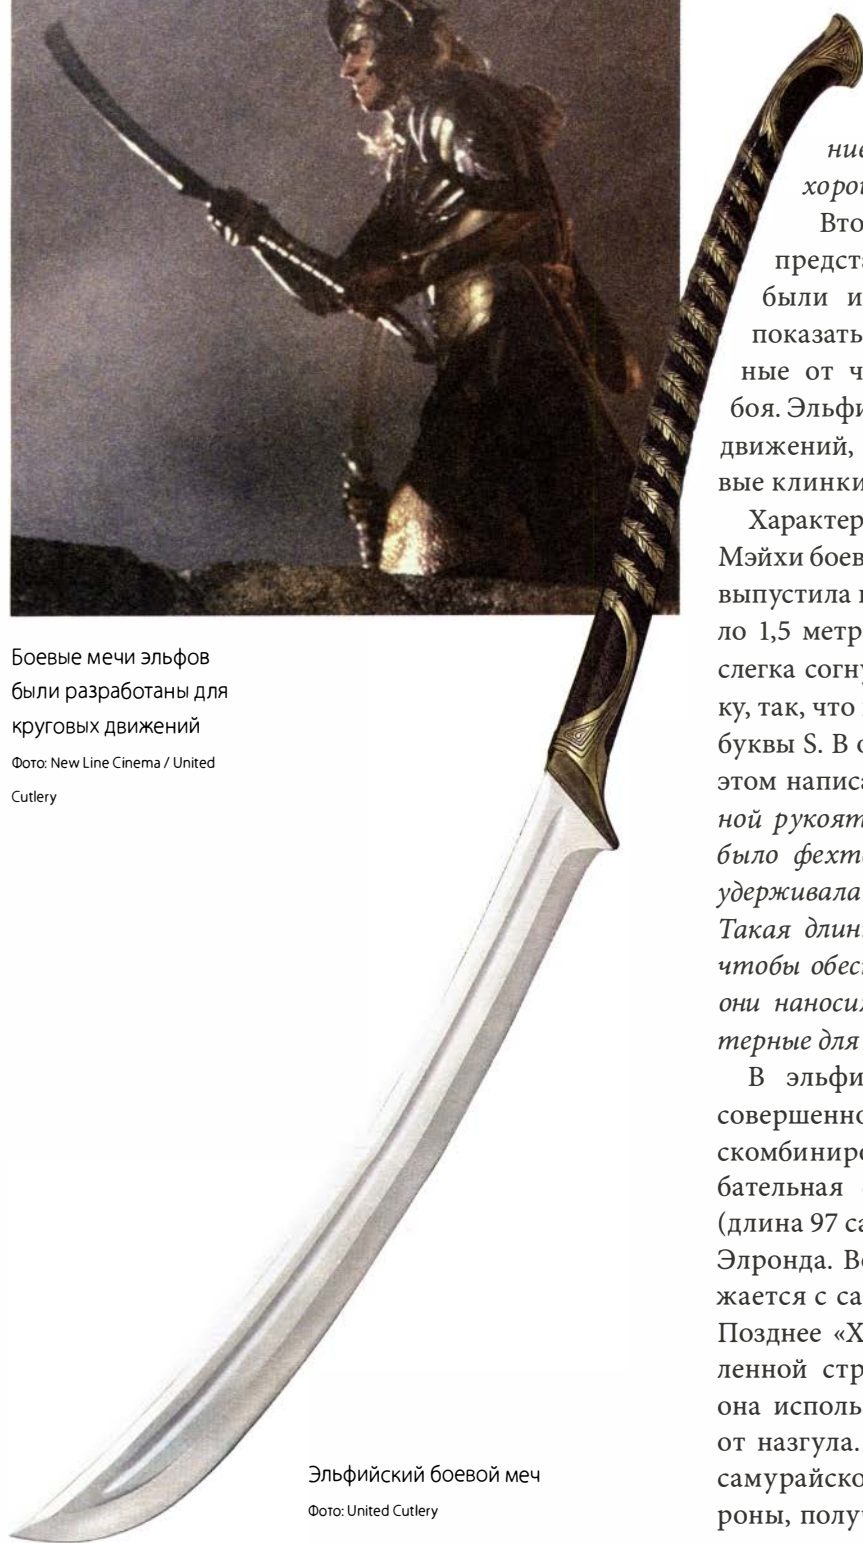 Боевые мечи эльфов
были разработаны для
круговых движений
Фото: New Line Cinema / United
Cutlery
Эльфийский боевой меч
Фото: United Cutlery
ние
хоро
Вто
предста
были и
показать
ные от ч
боя. Эльфи
движений,
вые клинки
Характер
Мэйхи боев
выпустила
ло 1,5 метр
слегка согну
ку, так, что
буквы S. В
этом написа
ной рукоят
было фехт
удерживала
Такая длин
чтобы обес
они наноси
терные для
В эльфи
совершенно
скомбиниро
бательная
(длина 97 са
Элронда. Во
жается с са
Позднее «Х
ленной стр
она исполь
от назгула.
самурайско
роны, получ